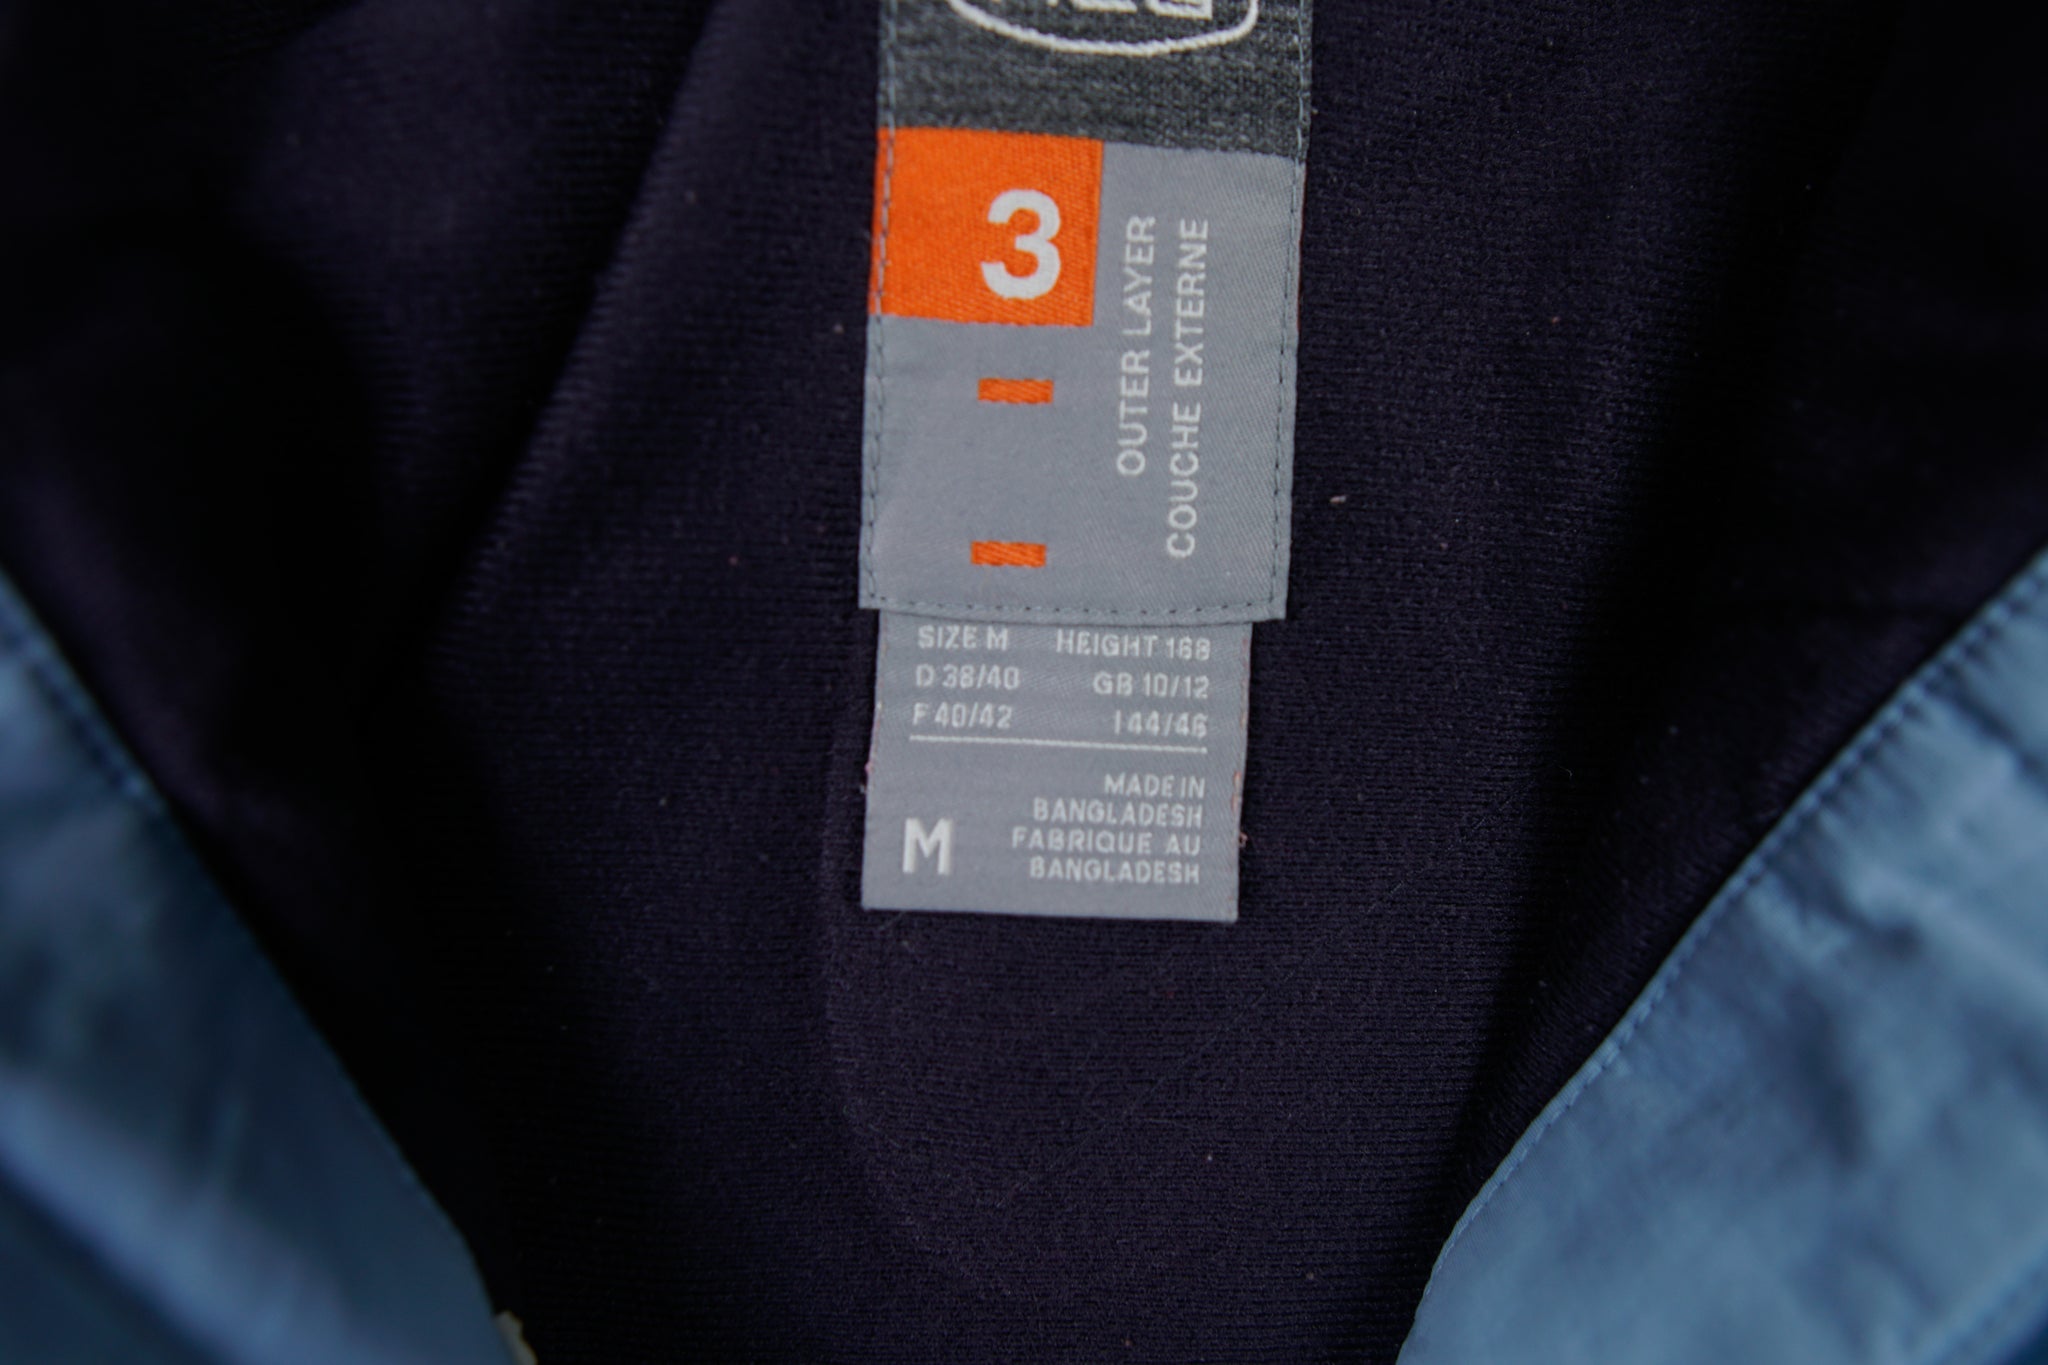 3
OUTER LAYER
COUCHE EXTERNE
SIZE M HEIGHT 168
D 38/40 GB 10/12
F 40/42 I 44/46
M
MADE IN
BANGLADESH
FABRIQUE AU
BANGLADESH